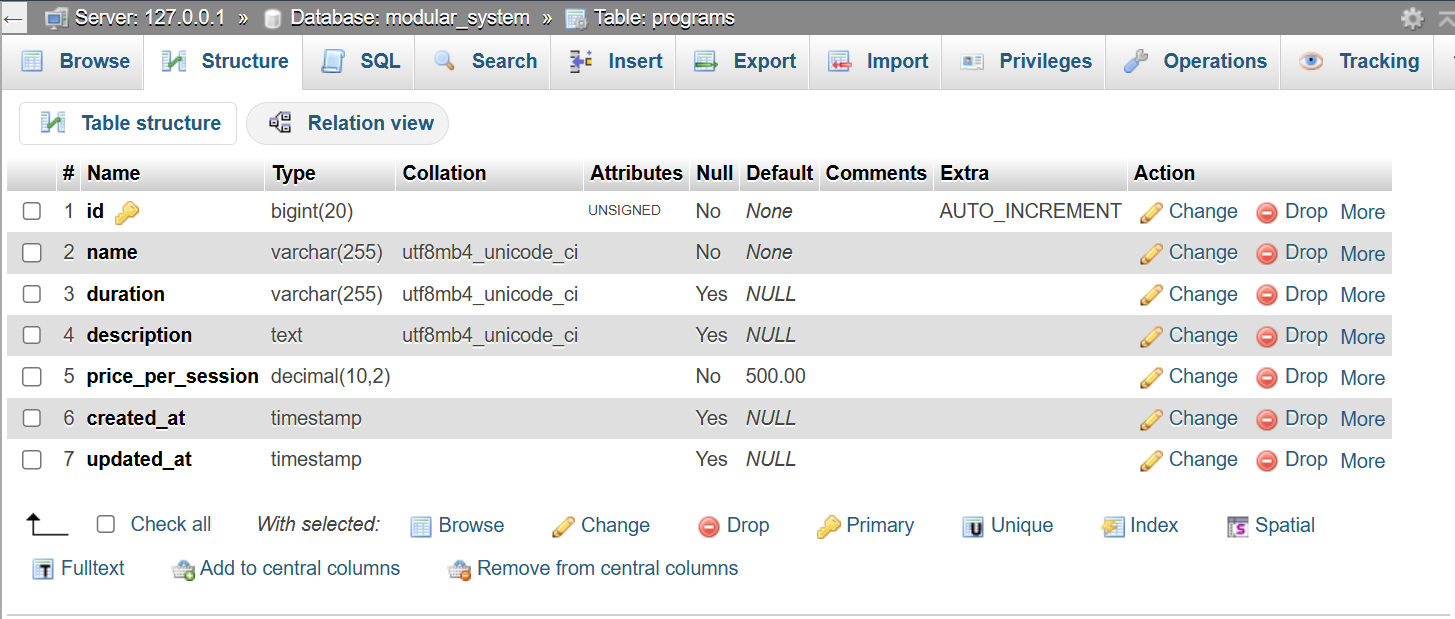 Server: 127.0.0.1 » Database: modular_system » Table: programs
Browse Structure SQL Search Insert Export Import Privileges Operations Tracking
Table structure Relation view
# Name Type Collation Attributes Null Default Comments Extra Action
1 id bigint(20) UNSIGNED No None AUTO_INCREMENT Change Drop More
2 name varchar(255) utf8mb4_unicode_ci No None Change Drop More
3 duration varchar(255) utf8mb4_unicode_ci Yes NULL Change Drop More
4 description text utf8mb4_unicode_ci Yes NULL Change Drop More
5 price_per_session decimal(10,2) No 500.00 Change Drop More
6 created_at timestamp Yes NULL Change Drop More
7 updated_at timestamp Yes NULL Change Drop More
Check all With selected: Browse Change Drop Primary Unique Index Spatial
Fulltext Add to central columns Remove from central columns